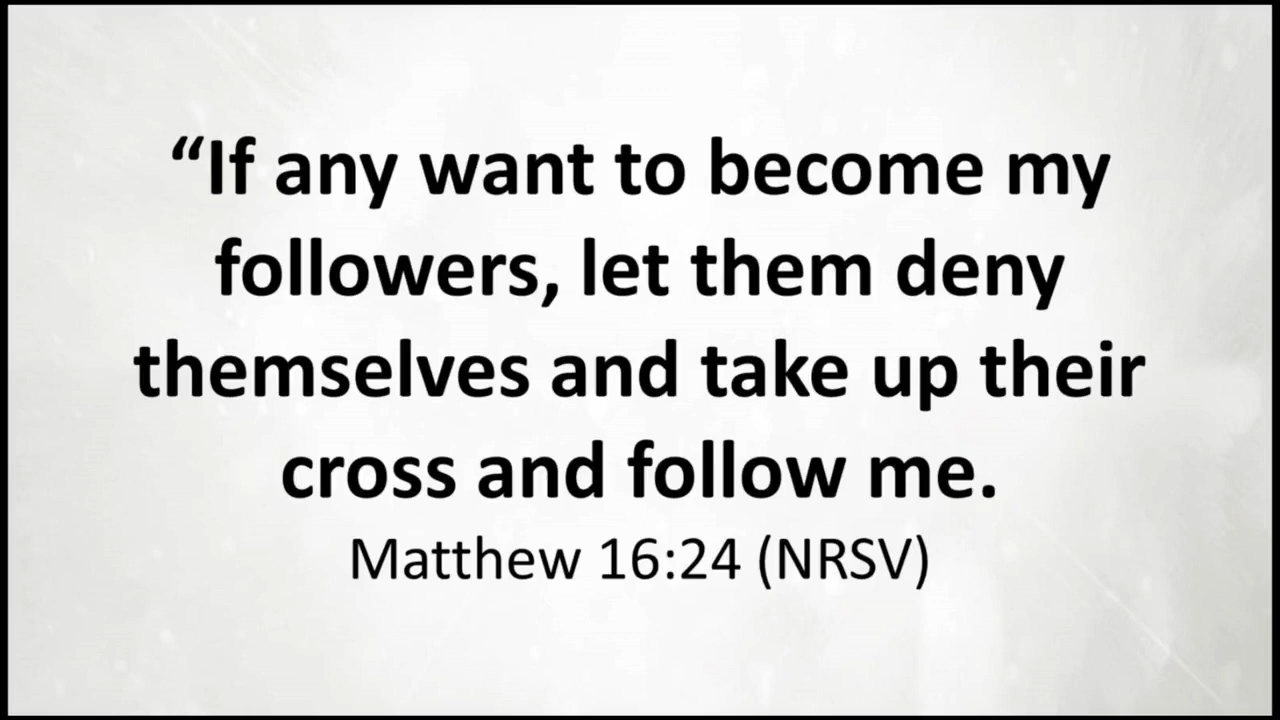 “If any want to become my
followers, let them deny
themselves and take up their
cross and follow me.
Matthew 16:24 (NRSV)